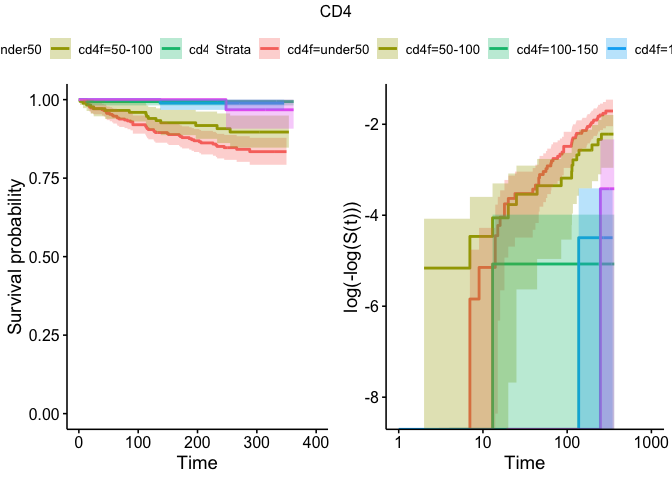 CD4
nder50 cd4f=50-100 cd4 Strata cd4f=under50 cd4f=50-100 cd4f=100-150 cd4f=1
Survival probability
1.00
0.75
0.50
0.25
0.00
0 100 200 300 400
Time
log(-log(S(t)))
-2
-4
-6
-8
1 10 100 1000
Time